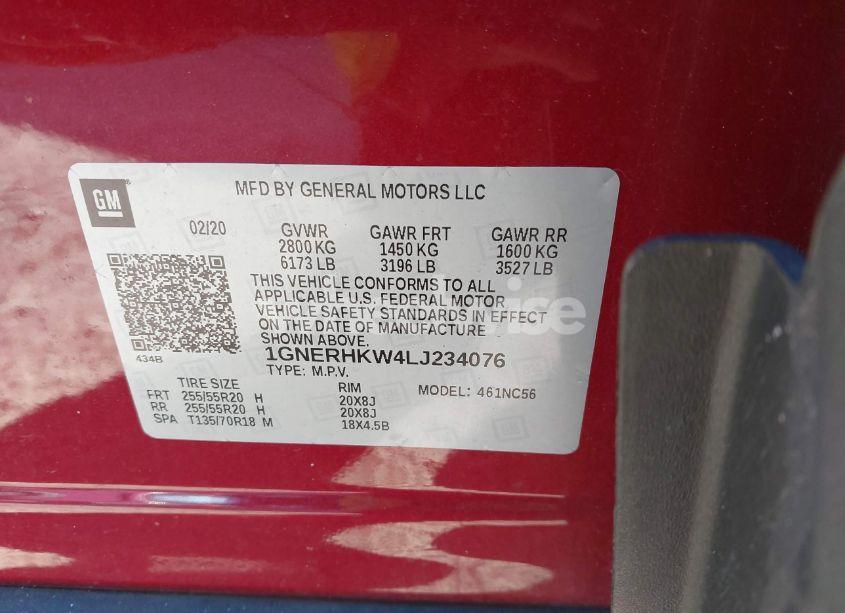 GM
MFD BY GENERAL MOTORS LLC
02/20 GVWR GAWR FRT GAWR RR
2800 KG 1450 KG 1600 KG
6173 LB 3196 LB 3527 LB
THIS VEHICLE CONFORMS TO ALL
APPLICABLE U.S. FEDERAL MOTOR
VEHICLE SAFETY STANDARDS IN EFFECT
ON THE DATE OF MANUFACTURE
SHOWN ABOVE.
434B
1GNERHKW4LJ234076
TYPE: M.P.V.
TIRE SIZE RIM MODEL: 461NC56
FRT 255/55R20 H 20X8J
RR 255/55R20 H 20X8J
SPA T135/70R18 M 18X4.5B